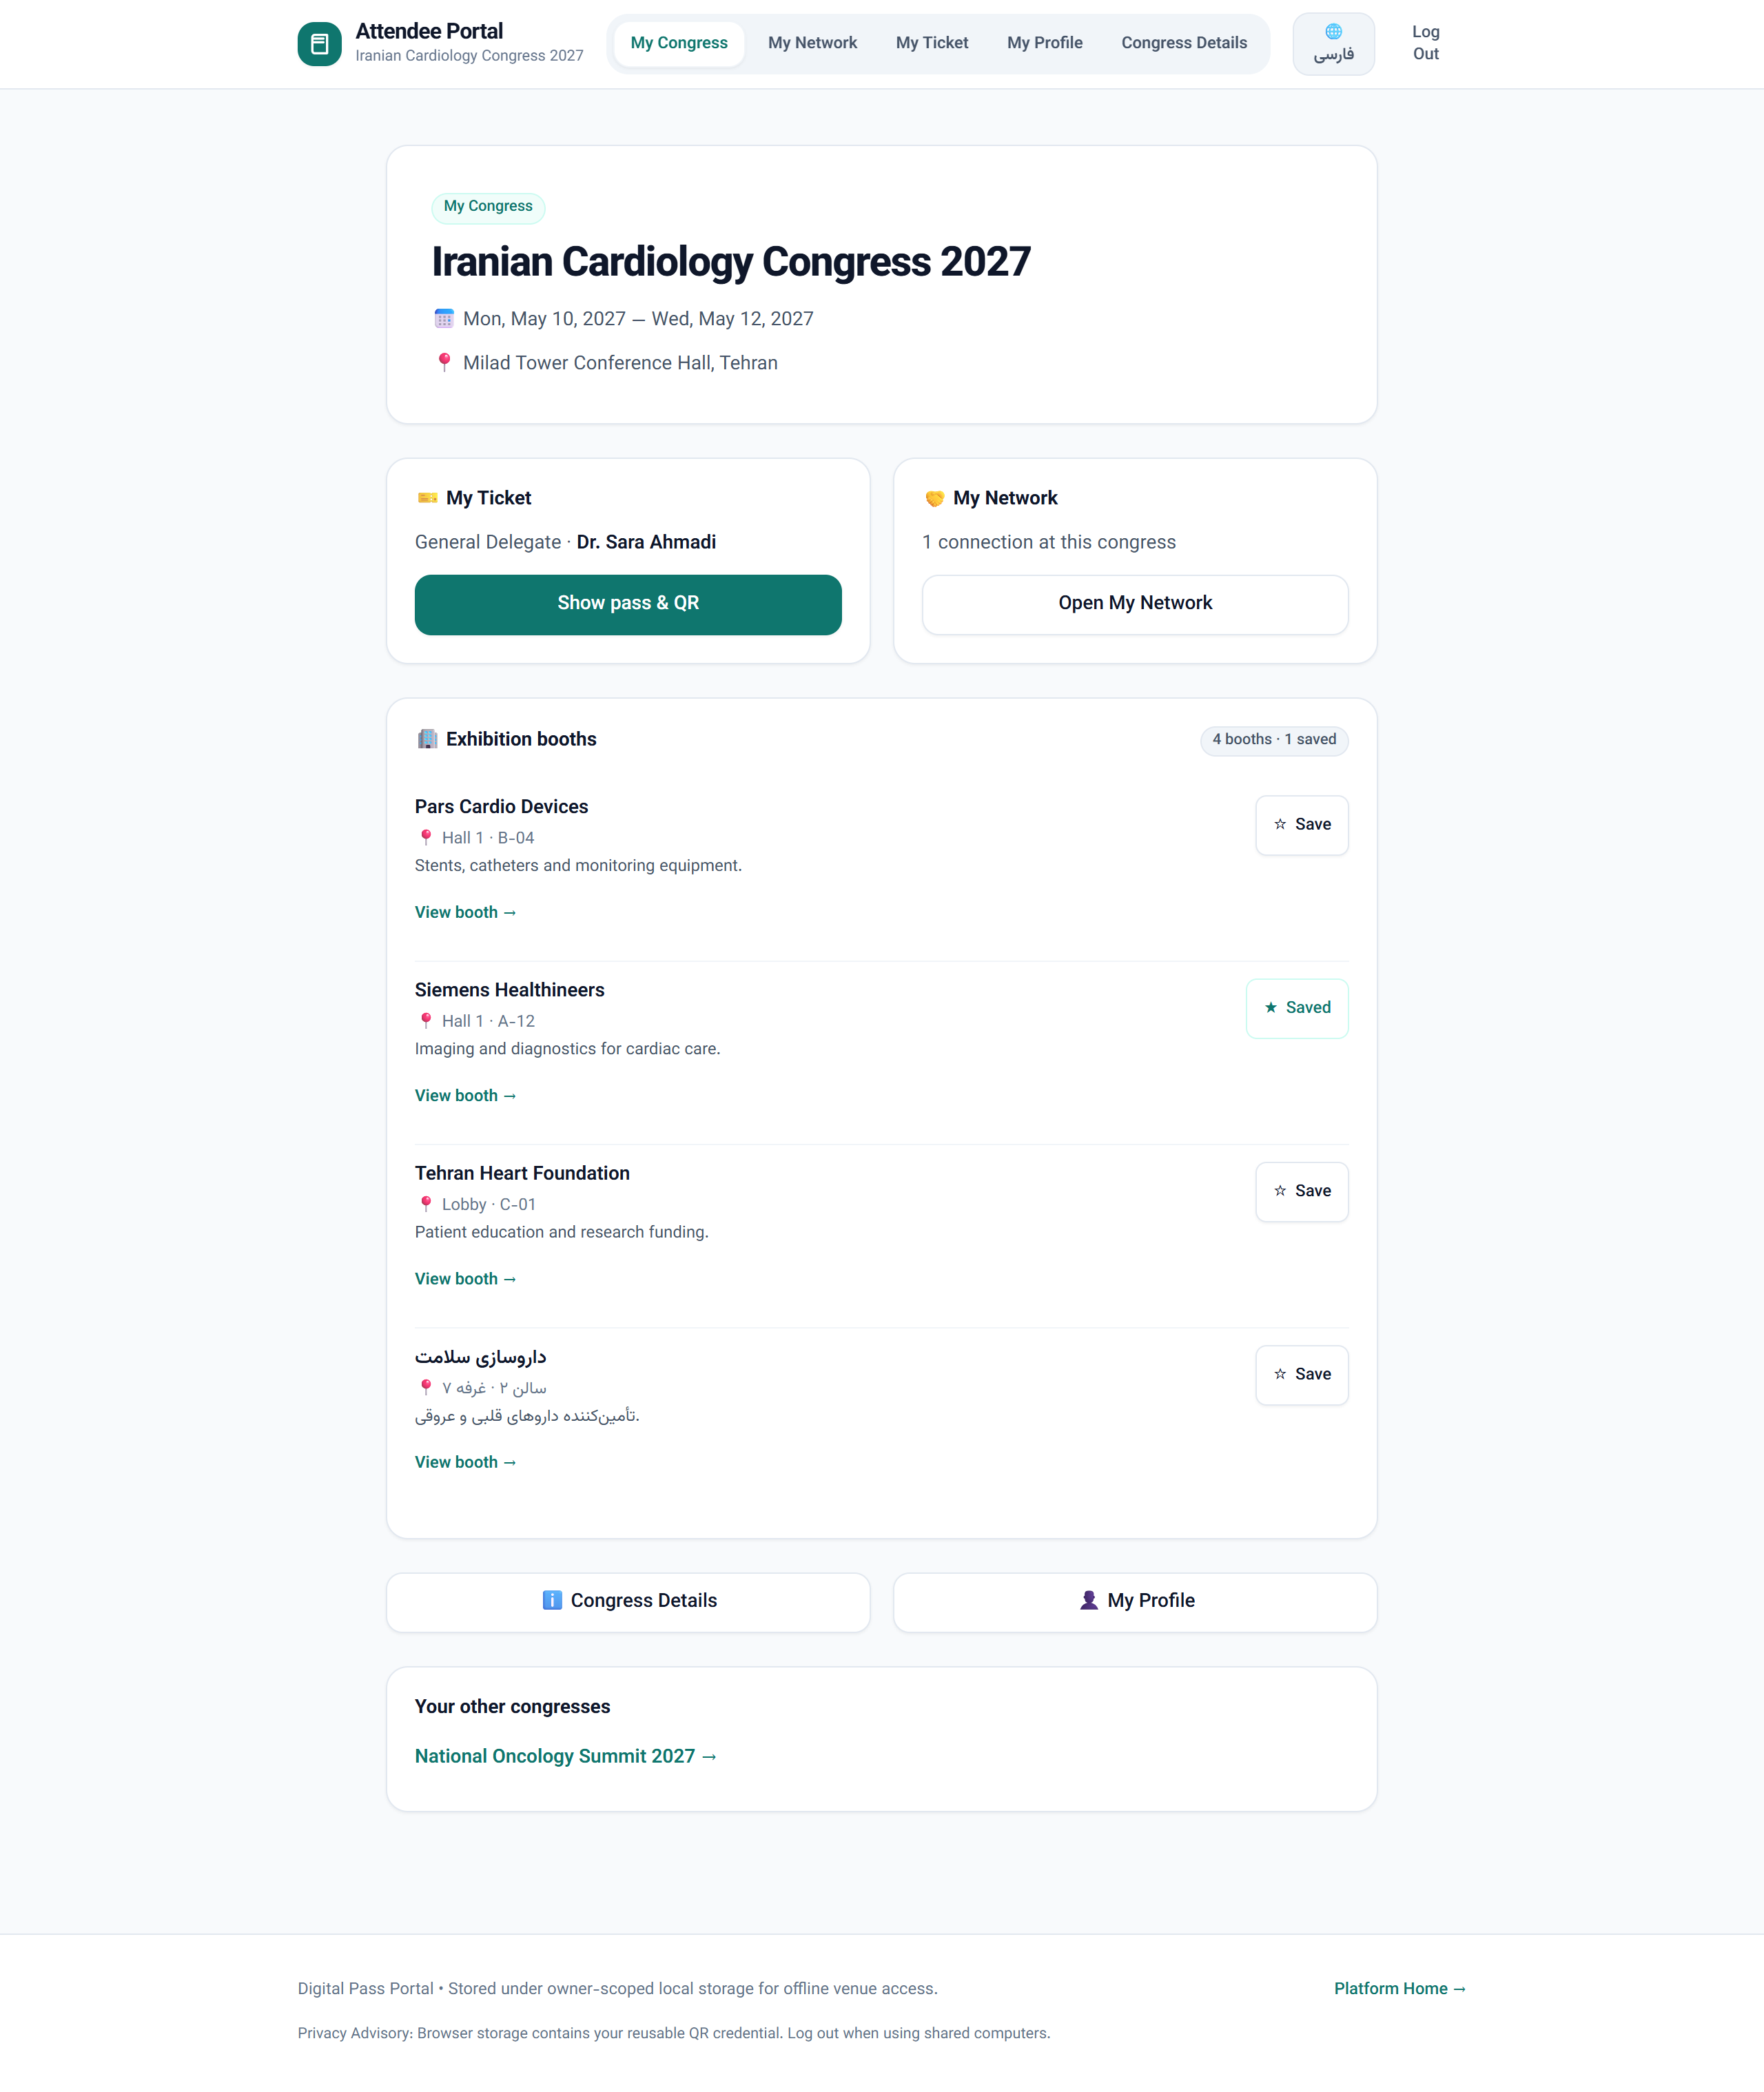 Attendee Portal
Iranian Cardiology Congress 2027
My Congress
My Network
My Ticket
My Profile
Congress Details
🌐
فارسی
Log
Out
My Congress
Iranian Cardiology Congress 2027
🗓️ Mon, May 10, 2027 — Wed, May 12, 2027
📍 Milad Tower Conference Hall, Tehran
🎫 My Ticket
General Delegate · Dr. Sara Ahmadi
Show pass & QR
🤝 My Network
1 connection at this congress
Open My Network
🏢 Exhibition booths
4 booths · 1 saved
Pars Cardio Devices
📍 Hall 1 · B-04
Stents, catheters and monitoring equipment.
View booth →
☆ Save
Siemens Healthineers
📍 Hall 1 · A-12
Imaging and diagnostics for cardiac care.
View booth →
★ Saved
Tehran Heart Foundation
📍 Lobby · C-01
Patient education and research funding.
View booth →
☆ Save
داروسازی سلامت
📍 سالن ۲ · غرفه ۷
تأمین‌کننده داروهای قلبی و عروقی.
View booth →
☆ Save
ℹ️ Congress Details
👤 My Profile
Your other congresses
National Oncology Summit 2027 →
Digital Pass Portal • Stored under owner-scoped local storage for offline venue access.
Platform Home →
Privacy Advisory: Browser storage contains your reusable QR credential. Log out when using shared computers.